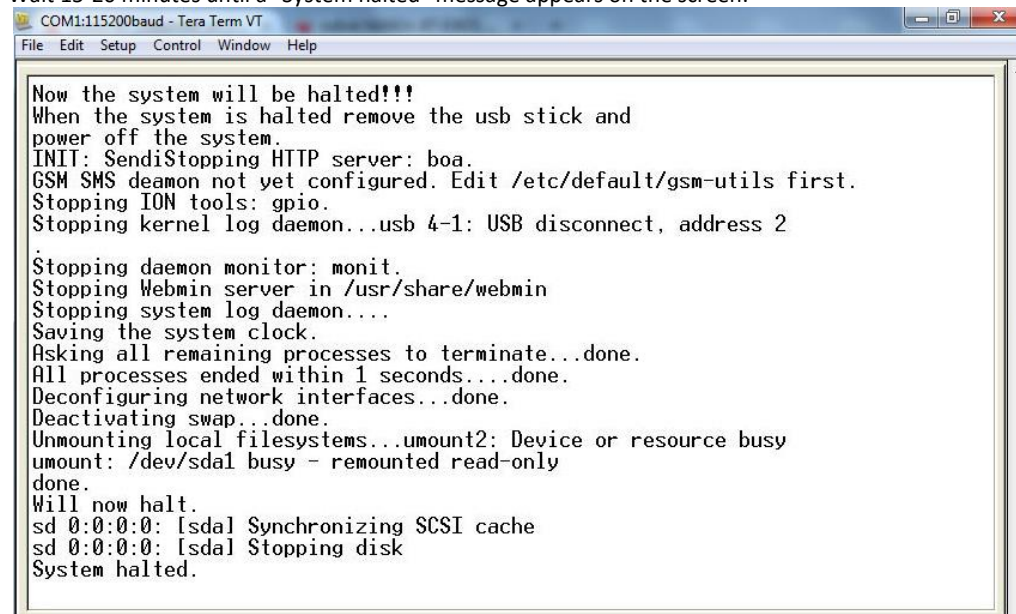 Wait 15-20 minutes until a "System halted" message appears on the screen.
COM1:115200baud - Tera Term VT
File Edit Setup Control Window Help
Now the system will be halted!!!
When the system is halted remove the usb stick and
power off the system.
INIT: SendiStopping HTTP server: boa.
GSM SMS deamon not yet configured. Edit /etc/default/gsm-utils first.
Stopping ION tools: gpio.
Stopping kernel log daemon...usb 4-1: USB disconnect, address 2
.
Stopping daemon monitor: monit.
Stopping Webmin server in /usr/share/webmin
Stopping system log daemon....
Saving the system clock.
Asking all remaining processes to terminate...done.
All processes ended within 1 seconds....done.
Deconfiguring network interfaces...done.
Deactivating swap...done.
Unmounting local filesystems...umount2: Device or resource busy
umount: /dev/sda1 busy - remounted read-only
done.
Will now halt.
sd 0:0:0:0: [sda] Synchronizing SCSI cache
sd 0:0:0:0: [sda] Stopping disk
System halted.